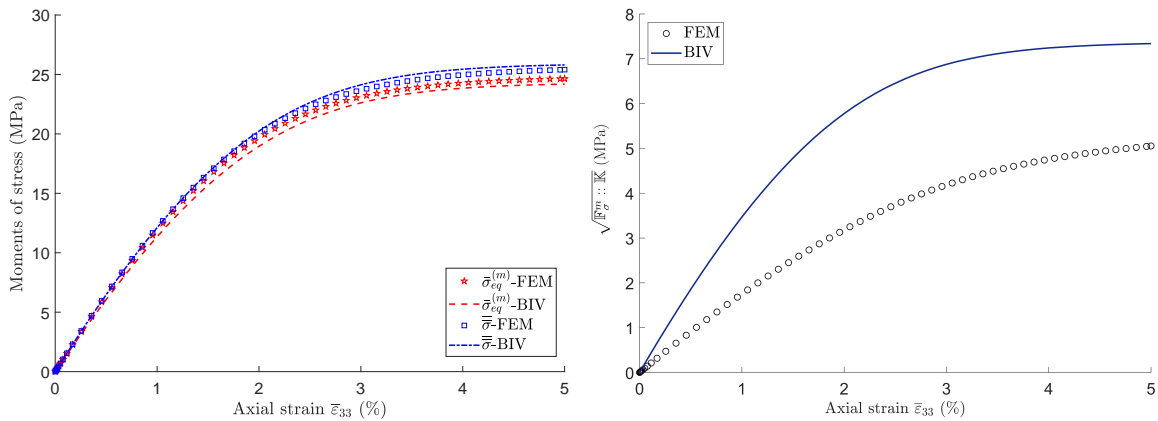 30
25
20
15
10
5
0
Moments of stress (MPa)
σ̄_{eq}^{(m)}-FEM
σ̄_{eq}^{(m)}-BIV
σ̿-FEM
σ̿-BIV
0 1 2 3 4 5
Axial strain ε̄₃₃ (%)
8
7
6
5
4
3
2
1
0
√(𝔽_σ^m :: 𝕂) (MPa)
FEM
BIV
0 1 2 3 4 5
Axial strain ε̄₃₃ (%)